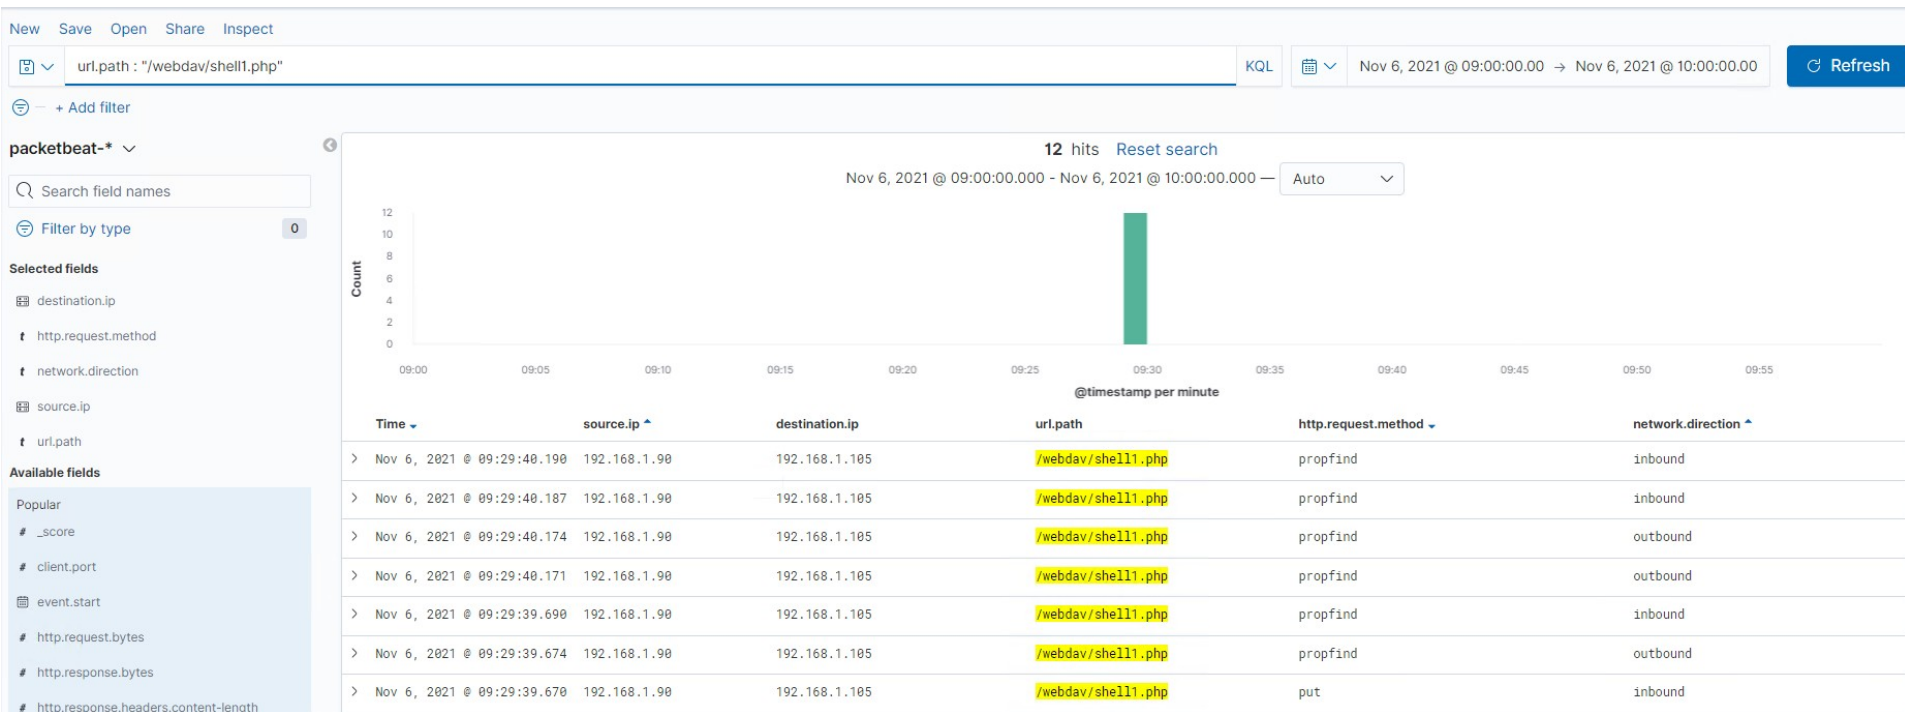 New Save Open Share Inspect
url.path : "/webdav/shell1.php" KQL Nov 6, 2021 @ 09:00:00.00 → Nov 6, 2021 @ 10:00:00.00 Refresh
+ Add filter
packetbeat-*
Search field names
Filter by type 0
Selected fields
destination.ip
t http.request.method
t network.direction
source.ip
t url.path
Available fields
Popular
# _score
# client.port
event.start
# http.request.bytes
# http.response.bytes
# http.response.headers.content-length
12 hits Reset search
Nov 6, 2021 @ 09:00:00.000 - Nov 6, 2021 @ 10:00:00.000 — Auto
Count
12
10
8
6
4
2
0
09:00 09:05 09:10 09:15 09:20 09:25 09:30 09:35 09:40 09:45 09:50 09:55
@timestamp per minute
Time source.ip destination.ip url.path http.request.method network.direction
> Nov 6, 2021 @ 09:29:40.190 192.168.1.90 192.168.1.105 /webdav/shell1.php propfind inbound
> Nov 6, 2021 @ 09:29:40.187 192.168.1.90 192.168.1.105 /webdav/shell1.php propfind inbound
> Nov 6, 2021 @ 09:29:40.174 192.168.1.90 192.168.1.105 /webdav/shell1.php propfind outbound
> Nov 6, 2021 @ 09:29:40.171 192.168.1.90 192.168.1.105 /webdav/shell1.php propfind outbound
> Nov 6, 2021 @ 09:29:39.690 192.168.1.90 192.168.1.105 /webdav/shell1.php propfind inbound
> Nov 6, 2021 @ 09:29:39.674 192.168.1.90 192.168.1.105 /webdav/shell1.php propfind outbound
> Nov 6, 2021 @ 09:29:39.670 192.168.1.90 192.168.1.105 /webdav/shell1.php put inbound